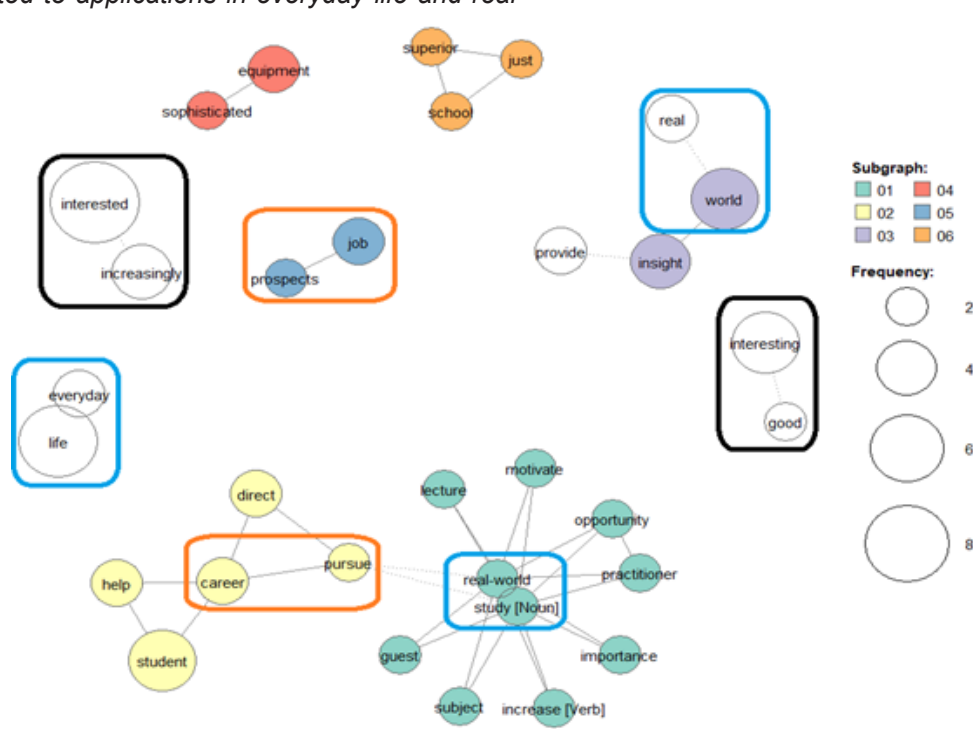 ted to applications in everyday life and real
superior
just
equipment
sophisticated
school
real
interested
world
job
increasingly
prospects
provide
insight
Subgraph:
01 04
02 05
03 06
Frequency:
2
4
6
8
interesting
good
everyday
life
motivate
lecture
direct
opportunity
pursue
real-world
practitioner
help
career
study [Noun]
student
guest
importance
subject
increase [Verb]